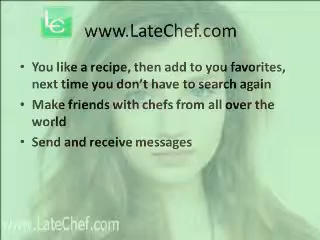 LC
www.LateChef.com
• You like a recipe, then add to you favorites,
next time you don't have to search again
• Make friends with chefs from all over the
world
• Send and receive messages
www.LateChef.com